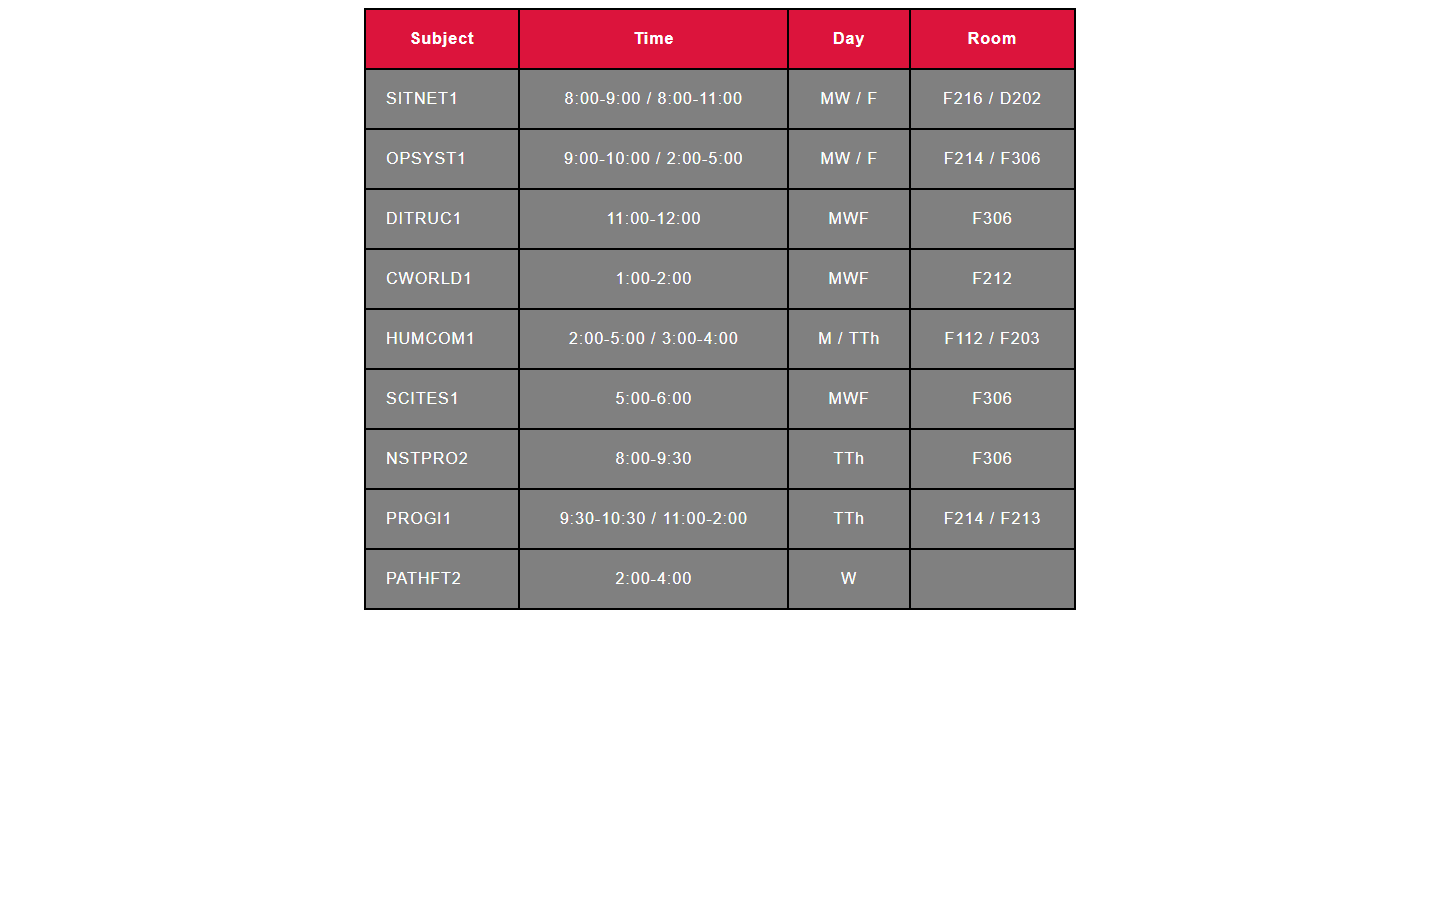 Subject Time Day Room
SITNET1 8:00-9:00 / 8:00-11:00 MW / F F216 / D202
OPSYST1 9:00-10:00 / 2:00-5:00 MW / F F214 / F306
DITRUC1 11:00-12:00 MWF F306
CWORLD1 1:00-2:00 MWF F212
HUMCOM1 2:00-5:00 / 3:00-4:00 M / TTh F112 / F203
SCITES1 5:00-6:00 MWF F306
NSTPRO2 8:00-9:30 TTh F306
PROGI1 9:30-10:30 / 11:00-2:00 TTh F214 / F213
PATHFT2 2:00-4:00 W